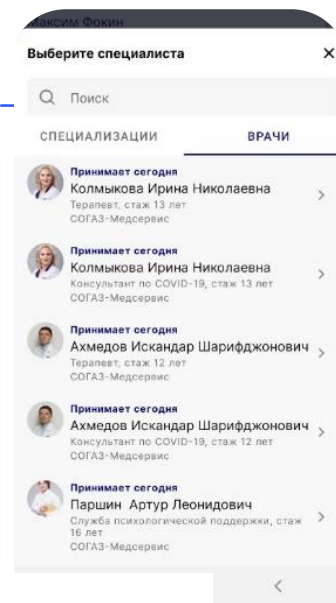 Максим Фокин
Выберите специалиста
Поиск
СПЕЦИАЛИЗАЦИИ ВРАЧИ
Принимает сегодня
Колмыкова Ирина Николаевна
Терапевт, стаж 13 лет
СОГАЗ-Медсервис
Принимает сегодня
Колмыкова Ирина Николаевна
Консультант по COVID-19, стаж 13 лет
СОГАЗ-Медсервис
Принимает сегодня
Ахмедов Искандар Шарифджонович
Терапевт, стаж 12 лет
СОГАЗ-Медсервис
Принимает сегодня
Ахмедов Искандар Шарифджонович
Консультант по COVID-19, стаж 12 лет
СОГАЗ-Медсервис
Принимает сегодня
Паршин Артур Леонидович
Служба психологической поддержки, стаж
16 лет
СОГАЗ-Медсервис